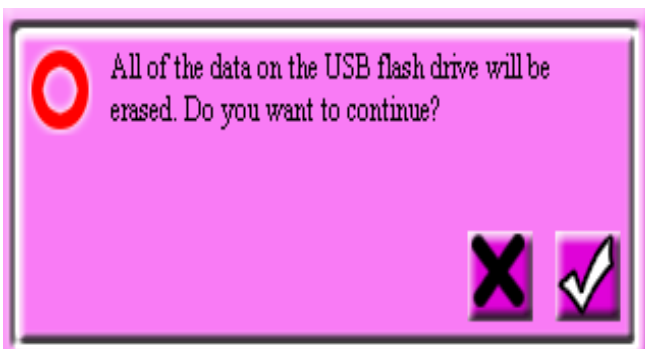 All of the data on the USB flash drive will be
erased. Do you want to continue?